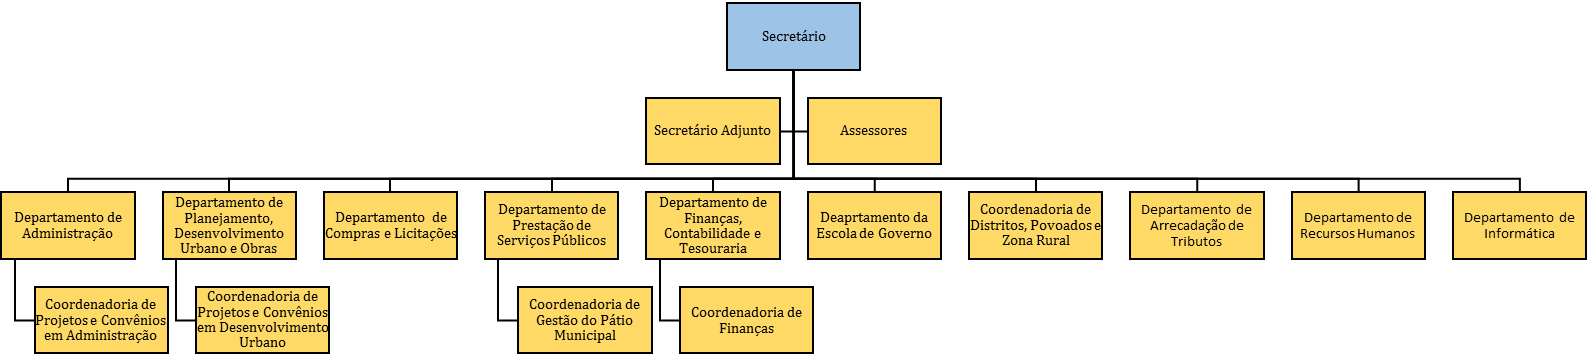 Secretário
Secretário Adjunto
Assessores
Departamento de
Administração
Departamento de
Planejamento,
Desenvolvimento
Urbano e Obras
Departamento de
Compras e Licitações
Departamento de
Prestação de
Serviços Públicos
Departamento de
Finanças,
Contabilidade e
Tesouraria
Deaprtamento da
Escola de Governo
Coordenadoria de
Distritos, Povoados e
Zona Rural
Departamento de
Arrecadação de
Tributos
Departamento de
Recursos Humanos
Departamento de
Informática
Coordenadoria de
Projetos e Convênios
em Administração
Coordenadoria de
Projetos e Convênios
em Desenvolvimento
Urbano
Coordenadoria de
Gestão do Pátio
Municipal
Coordenadoria de
Finanças